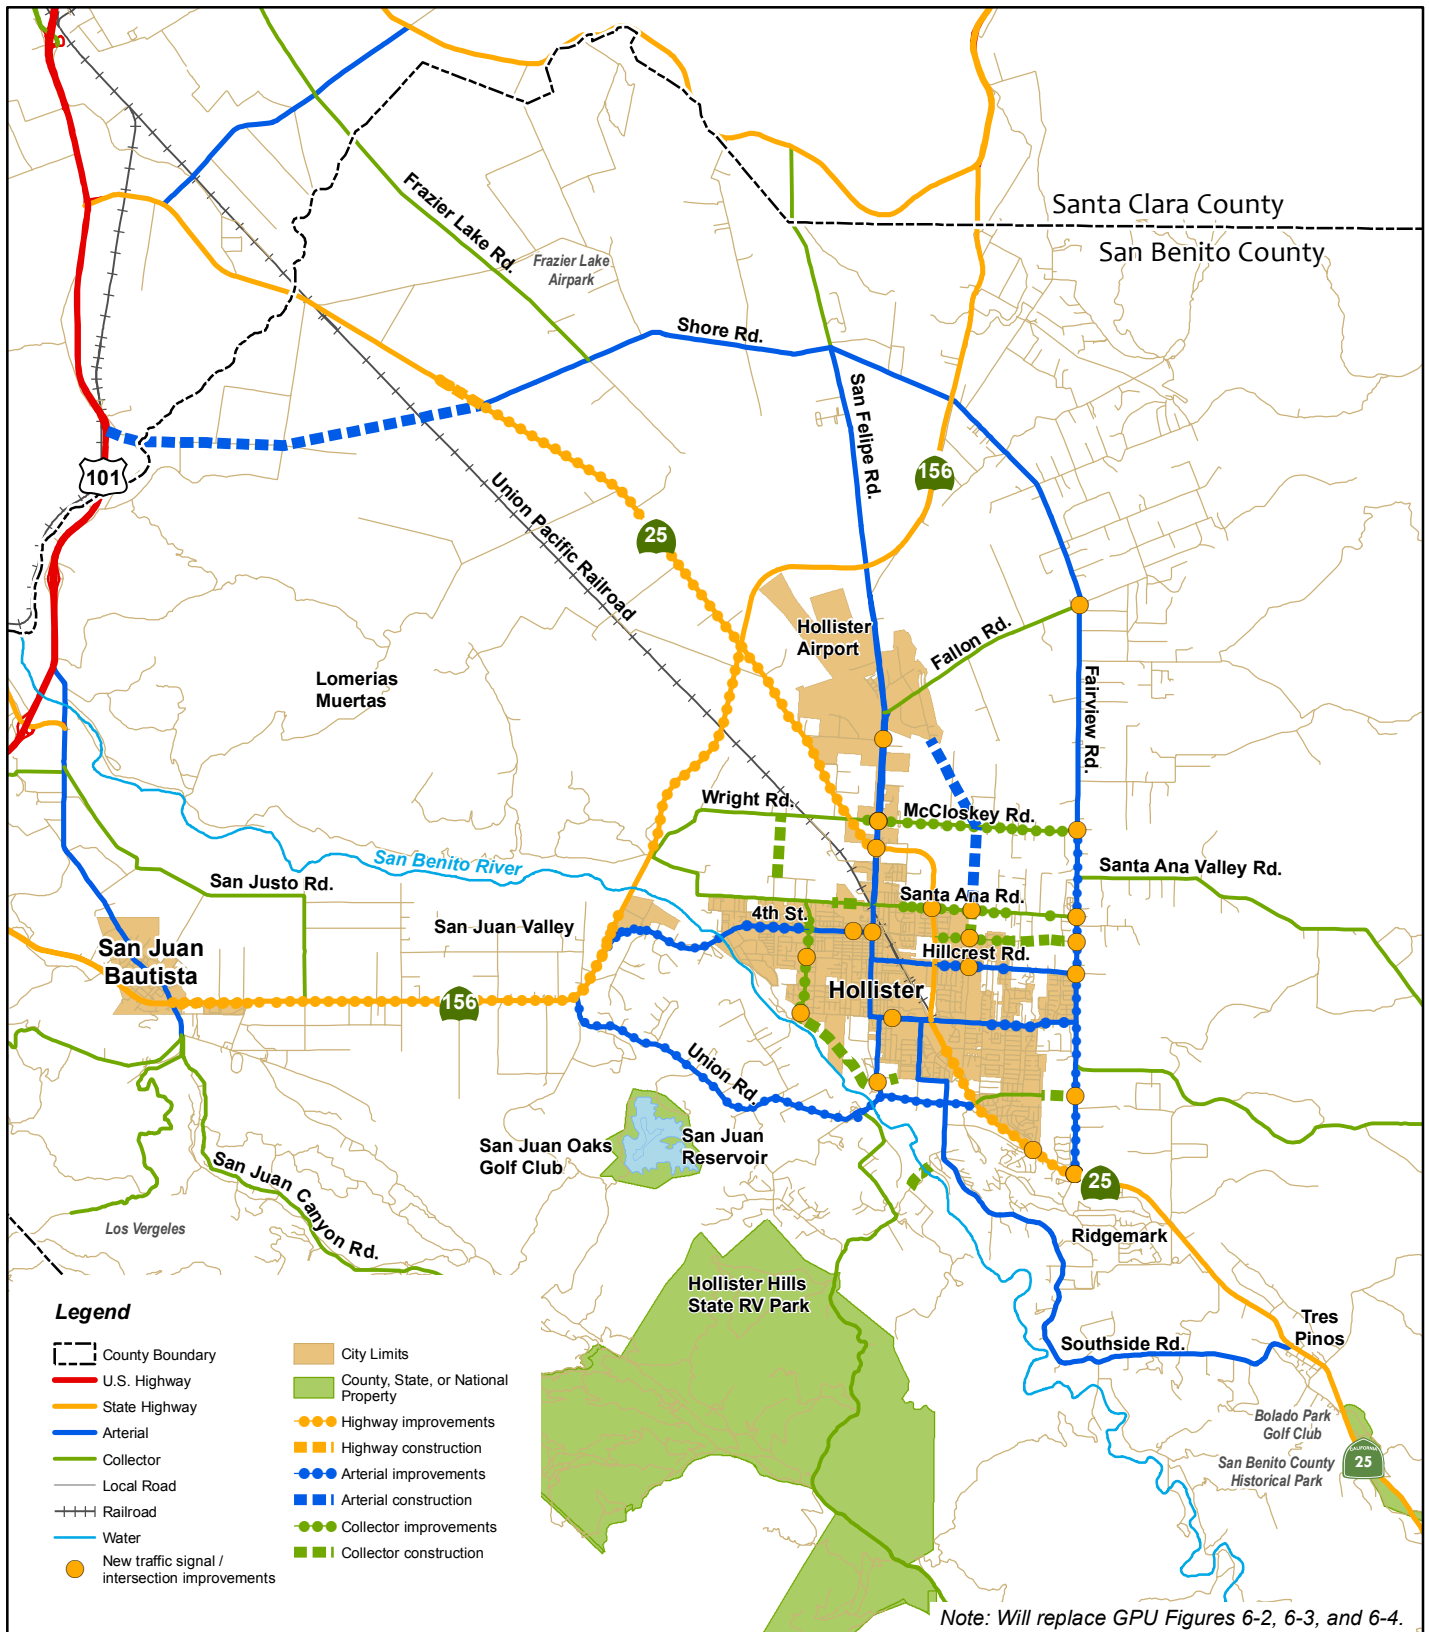 Santa Clara County
San Benito County
Frazier Lake Rd.
Frazier Lake
Airpark
Shore Rd.
San Felipe Rd.
156
101
Union Pacific Railroad
25
Hollister
Airport
Fallon Rd.
Fairview Rd.
Lomerias
Muertas
Wright Rd.
McCloskey Rd.
San Benito River
Santa Ana Valley Rd.
San Justo Rd.
Santa Ana Rd.
4th St.
San Juan Valley
San Juan
Bautista
Hillcrest Rd.
Hollister
156
Union Rd.
San Juan Oaks
Golf Club
San Juan
Reservoir
San Juan Canyon Rd.
25
Los Vergeles
Ridgemark
Hollister Hills
State RV Park
Tres
Pinos
Southside Rd.
Bolado Park
Golf Club
San Benito County
Historical Park
CALIFORNIA
25
Legend
County Boundary
U.S. Highway
State Highway
Arterial
Collector
Local Road
Railroad
Water
New traffic signal /
intersection improvements
City Limits
County, State, or National
Property
Highway improvements
Highway construction
Arterial improvements
Arterial construction
Collector improvements
Collector construction
Note: Will replace GPU Figures 6-2, 6-3, and 6-4.